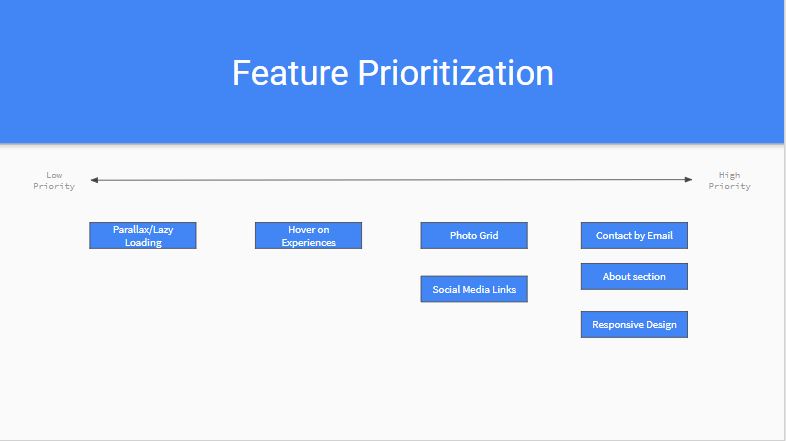 Feature Prioritization
Low
Priority
High
Priority
Parallax/Lazy
Loading
Hover on
Experiences
Photo Grid
Contact by Email
Social Media Links
About section
Responsive Design